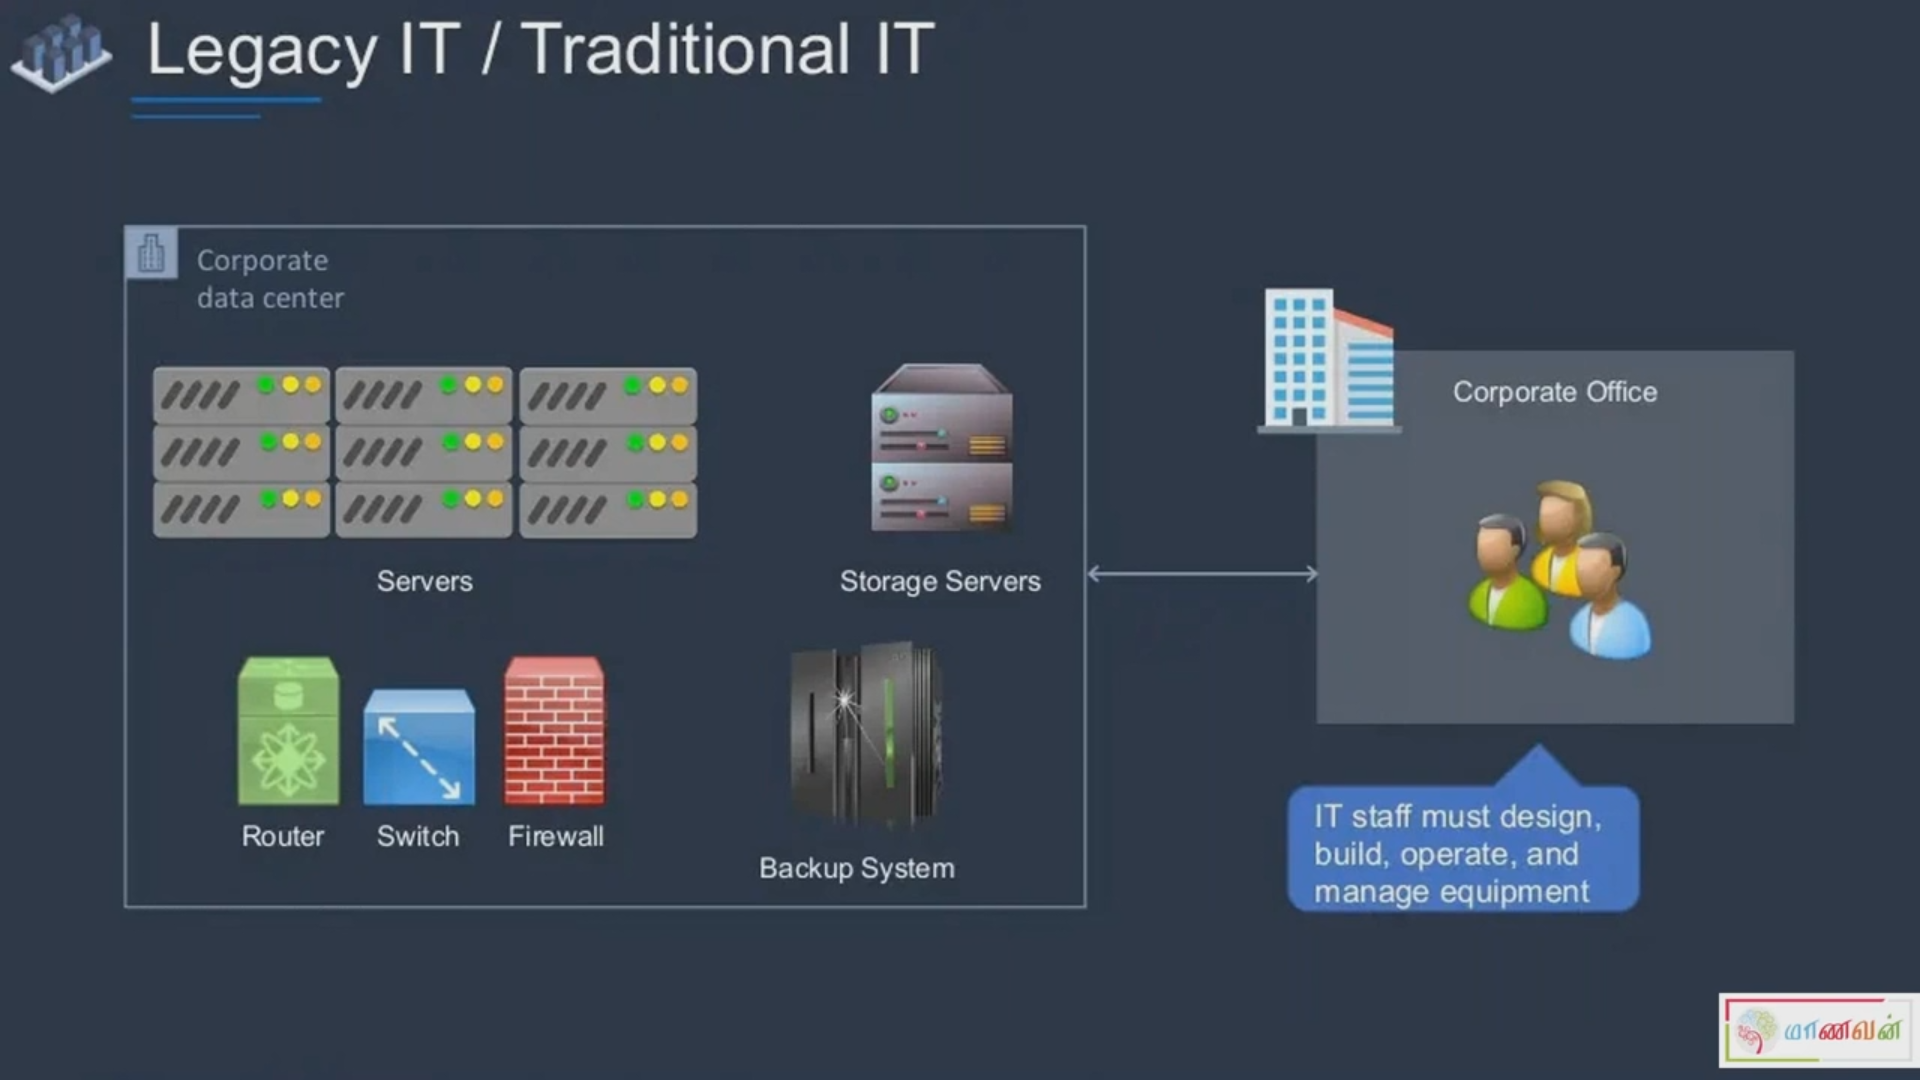 Legacy IT / Traditional IT
Corporate
data center
Servers
Storage Servers
Router
Switch
Firewall
Backup System
Corporate Office
IT staff must design,
build, operate, and
manage equipment
மாணவன்